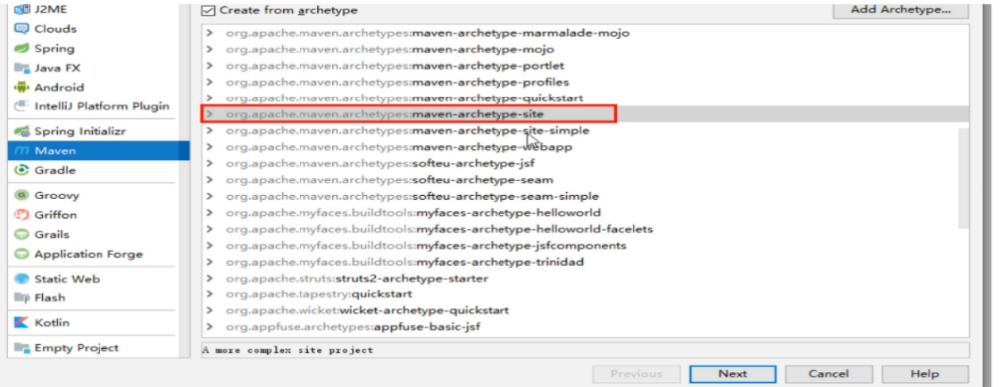 J2ME
Clouds
Spring
Java FX
Android
IntelliJ Platform Plugin
Spring Initializr
Maven
Gradle
Groovy
Griffon
Grails
Application Forge
Static Web
Flash
Kotlin
Empty Project
Create from archetype
Add Archetype...
org.apache.maven.archetypes:maven-archetype-marmalade-mojo
org.apache.maven.archetypes:maven-archetype-mojo
org.apache.maven.archetypes:maven-archetype-portlet
org.apache.maven.archetypes:maven-archetype-profiles
org.apache.maven.archetypes:maven-archetype-quickstart
org.apache.maven.archetypes:maven-archetype-site
org.apache.maven.archetypes:maven-archetype-site-simple
org.apache.maven.archetypes:maven-archetype-webapp
org.apache.maven.archetypes:softeu-archetype-jsf
org.apache.maven.archetypes:softeu-archetype-seam
org.apache.maven.archetypes:softeu-archetype-seam-simple
org.apache.myfaces.buildtools:myfaces-archetype-helloworld
org.apache.myfaces.buildtools:myfaces-archetype-helloworld-facelets
org.apache.myfaces.buildtools:myfaces-archetype-jsfcomponents
org.apache.myfaces.buildtools:myfaces-archetype-trinidad
org.apache.struts:struts2-archetype-starter
org.apache.tapestry:quickstart
org.apache.wicket:wicket-archetype-quickstart
org.appfuse.archetypes:appfuse-basic-jsf
A more complex site project
Previous
Next
Cancel
Help